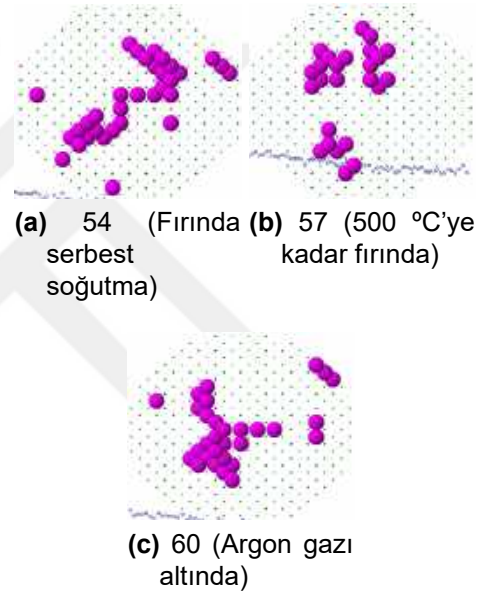 (a) 54 (Fırında
serbest
soğutma)
(b) 57 (500 ºC’ye
kadar fırında)
(c) 60 (Argon gazı
altında)